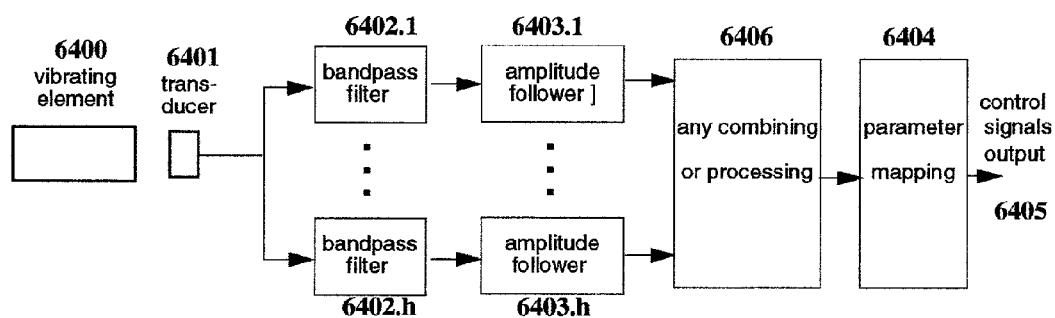 6400
vibrating
element
6401
trans-
ducer
6402.1
bandpass
filter
6403.1
amplitude
follower ]
6406
any combining
or processing
6404
parameter
mapping
control
signals
output
6405
bandpass
filter
6402.h
amplitude
follower
6403.h